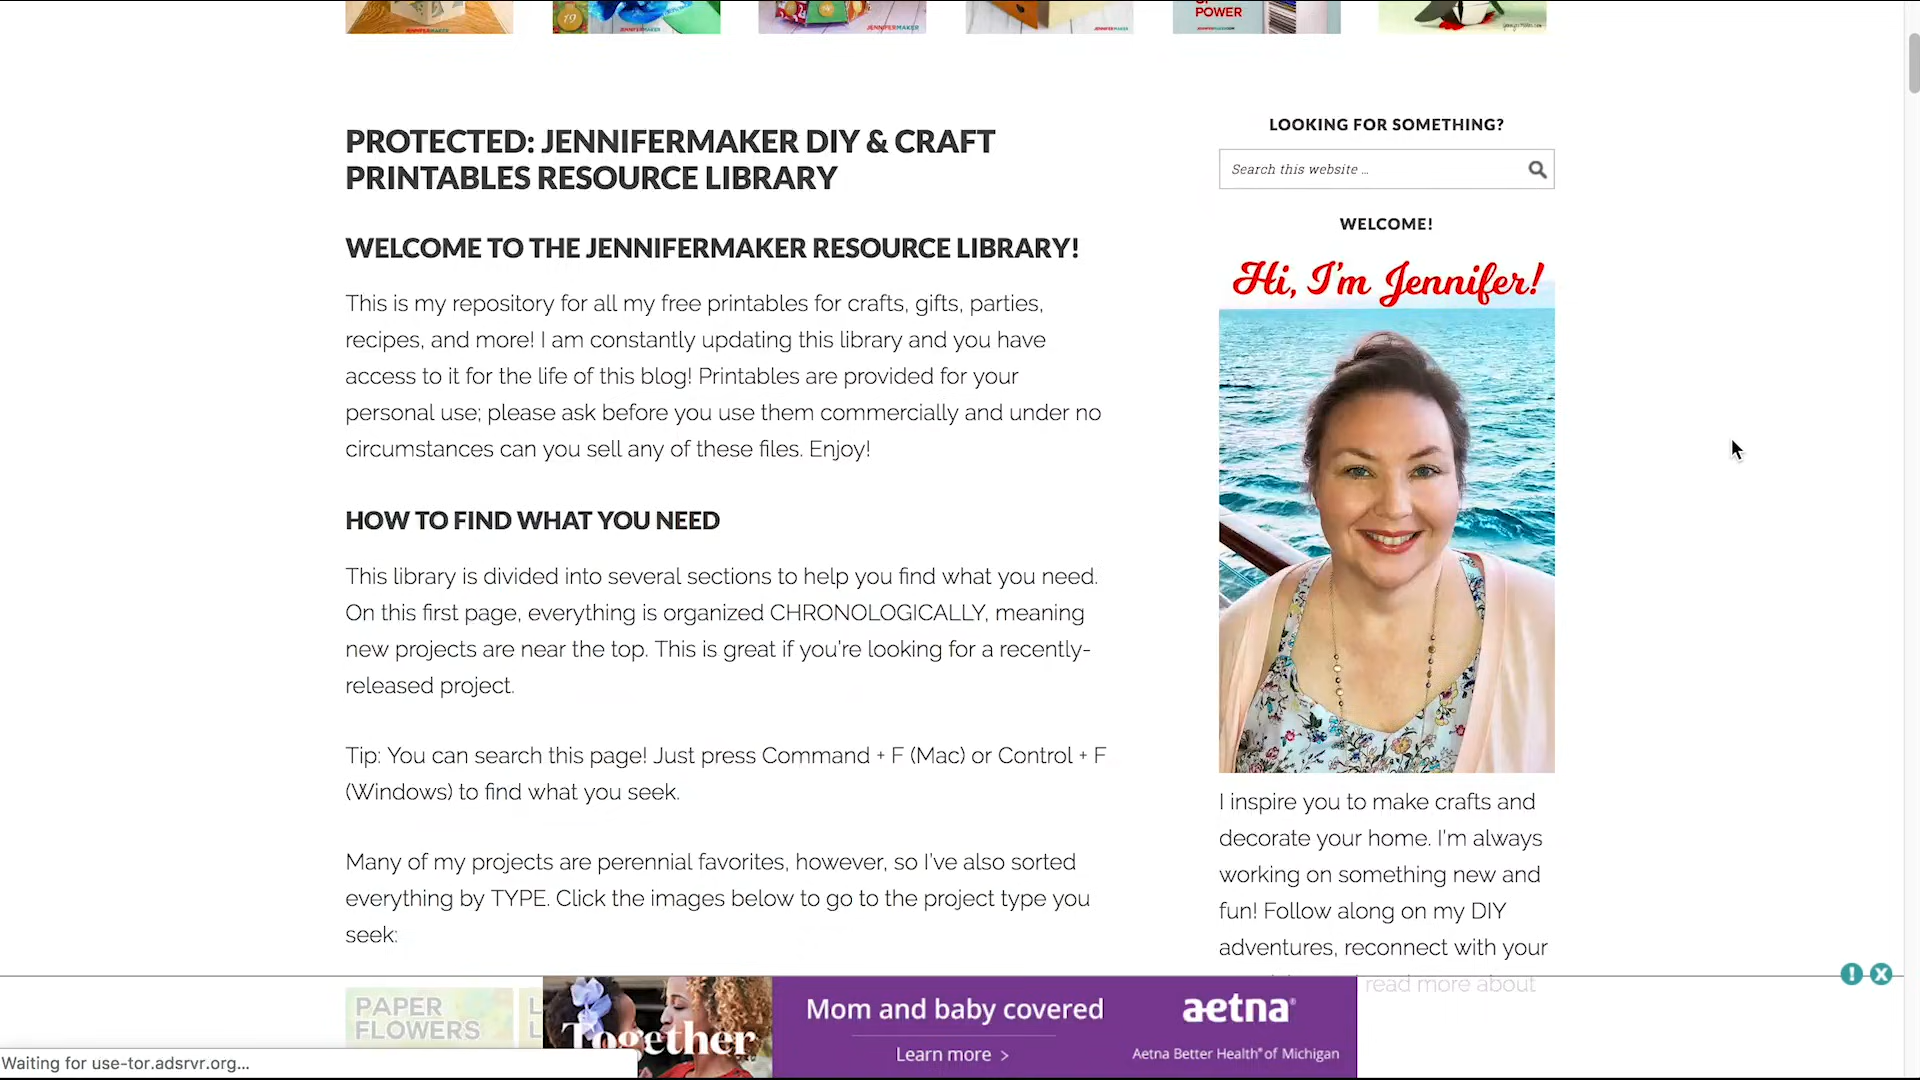 JENNIFERMAKER
19
JENNIFERMAKER
JENNIFERMAKER
JENNIFERMAKER
POWER
PROTECTED: JENNIFERMAKER DIY & CRAFT
PRINTABLES RESOURCE LIBRARY
WELCOME TO THE JENNIFERMAKER RESOURCE LIBRARY!
This is my repository for all my free printables for crafts, gifts, parties,
recipes, and more! I am constantly updating this library and you have
access to it for the life of this blog! Printables are provided for your
personal use; please ask before you use them commercially and under no
circumstances can you sell any of these files. Enjoy!
HOW TO FIND WHAT YOU NEED
This library is divided into several sections to help you find what you need.
On this first page, everything is organized CHRONOLOGICALLY, meaning
new projects are near the top. This is great if you're looking for a recently-
released project.
Tip: You can search this page! Just press Command + F (Mac) or Control + F
(Windows) to find what you seek.
Many of my projects are perennial favorites, however, so I've also sorted
everything by TYPE. Click the images below to go to the project type you
seek:
PAPER
FLOWERS
LOOKING FOR SOMETHING?
Search this website ...
WELCOME!
Hi, I'm Jennifer!
I inspire you to make crafts and
decorate your home. I'm always
working on something new and
fun! Follow along on my DIY
adventures, reconnect with your
read more about
Together
Mom and baby covered
Learn more >
aetna®
Aetna Better Health® of Michigan
Waiting for use-tor.adsrvr.org...